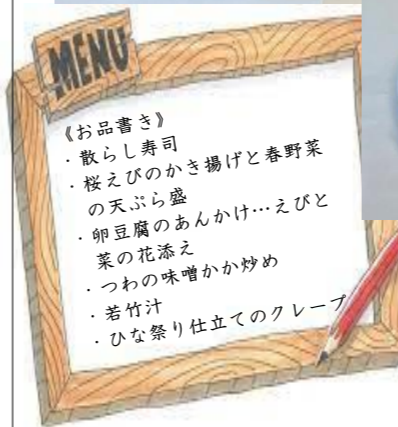 MENU
《お品書き》
・散らし寿司
・桜えびのかき揚げと春野菜
の天ぷら盛
・卵豆腐のあんかけ…えびと
菜の花添え
・つわの味噌かか炒め
・若竹汁
・ひな祭り仕立てのクレープ